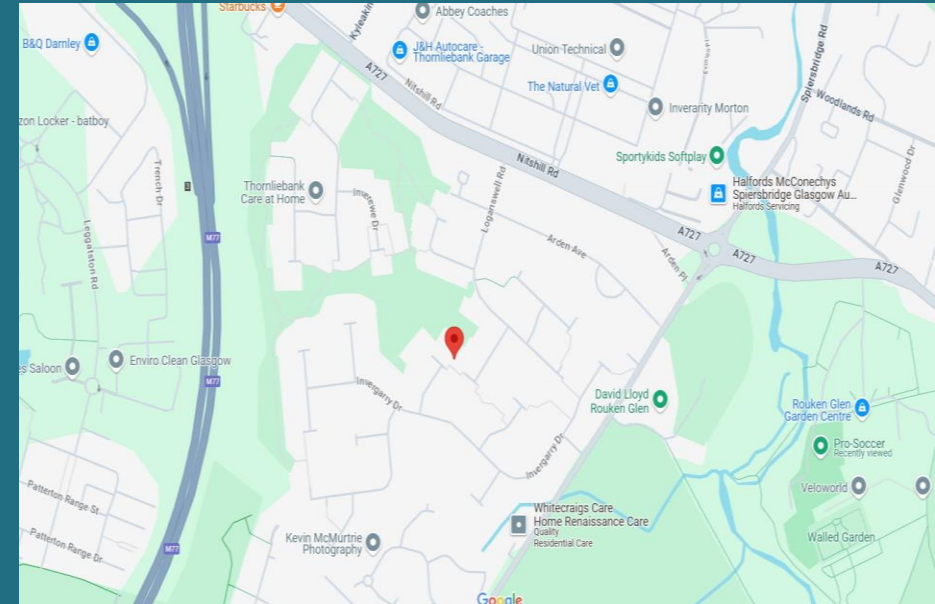 Starbucks
Abbey Coaches
B&Q Darnley
J&H Autocare -
Thornliebank Garage
Union Technical
Spiersbridge Rd
A727
Nitshill Rd
The Natural Vet
Inveranty Morton
Woodlands Rd
zon Locker - batboy
Glenwood Dr
Trench Dr
3
Thornliebank
Care at Home
Nitshill Rd
Sportykids Softplay
Halfords McConechys
Spiersbridge Glasgow Au...
Halfords Servicing
Loganswell Rd
Leggatston Rd
M77
Arden Ave
Arden Pl
A727
A727
A727
Enviro Clean Glasgow
s Saloon
M77
Invergarry Dr
David Lloyd
Rouken Glen
Rouken Glen
Garden Centre
Invergarry Dr
Pro-Soccer
Recently viewed
Veloworld
Patterton Range St
Patterton Range Dr
M77
Kevin McMurtrie
Photography
Whitecraigs Care
Home Renaissance Care
Quality
Residential Care
Walled Garden
Google